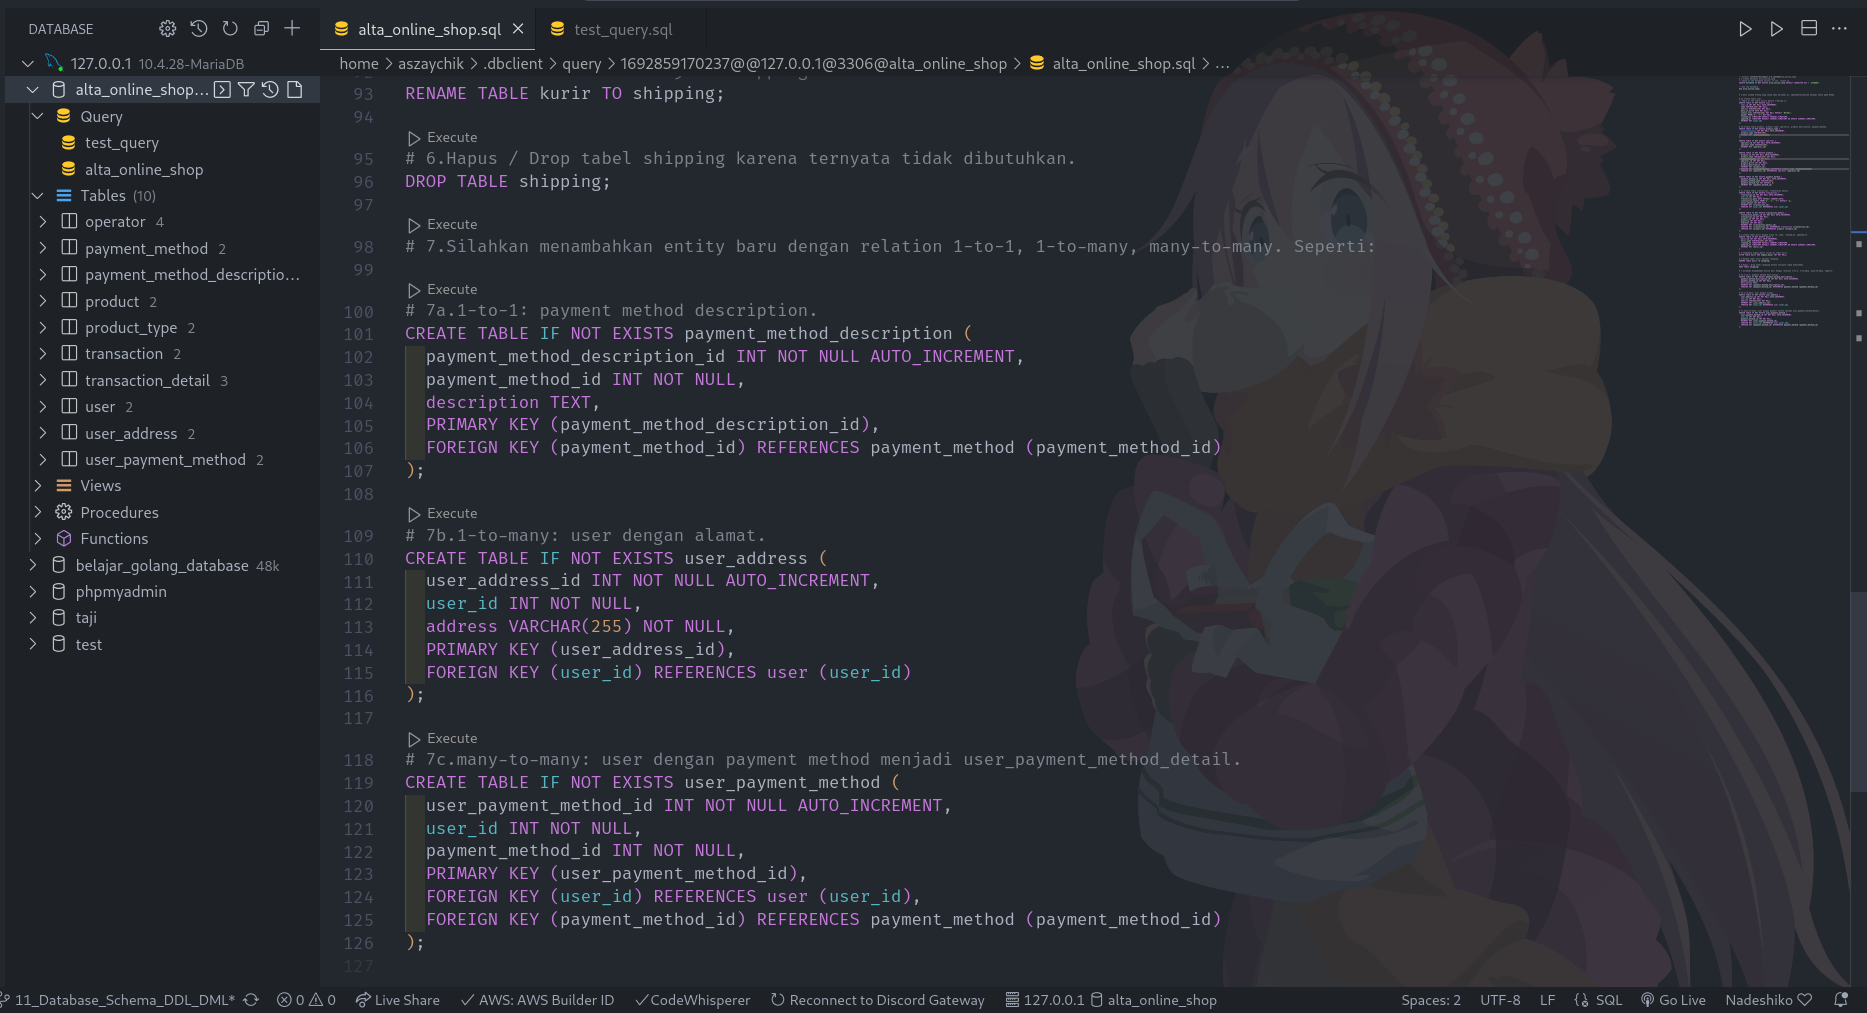 DATABASE
127.0.0.1 10.4.28-MariaDB
alta_online_shop...
Query
test_query
alta_online_shop
Tables (10)
operator 4
payment_method 2
payment_method_descriptio...
product 2
product_type 2
transaction 2
transaction_detail 3
user 2
user_address 2
user_payment_method 2
Views
Procedures
Functions
belajar_golang_database 48k
phpmyadmin
taji
test
alta_online_shop.sql
test_query.sql
home > aszaychik > .dbclient > query > 1692859170237@@127.0.0.1@3306@alta_online_shop > alta_online_shop.sql > ...
93 RENAME TABLE kurir TO shipping;
94
Execute
95 # 6.Hapus / Drop tabel shipping karena ternyata tidak dibutuhkan.
96 DROP TABLE shipping;
97
Execute
98 # 7.Silahkan menambahkan entity baru dengan relation 1-to-1, 1-to-many, many-to-many. Seperti:
99
Execute
100 # 7a.1-to-1: payment method description.
101 CREATE TABLE IF NOT EXISTS payment_method_description (
102 payment_method_description_id INT NOT NULL AUTO_INCREMENT,
103 payment_method_id INT NOT NULL,
104 description TEXT,
105 PRIMARY KEY (payment_method_description_id),
106 FOREIGN KEY (payment_method_id) REFERENCES payment_method (payment_method_id)
107 );
108
Execute
109 # 7b.1-to-many: user dengan alamat.
110 CREATE TABLE IF NOT EXISTS user_address (
111 user_address_id INT NOT NULL AUTO_INCREMENT,
112 user_id INT NOT NULL,
113 address VARCHAR(255) NOT NULL,
114 PRIMARY KEY (user_address_id),
115 FOREIGN KEY (user_id) REFERENCES user (user_id)
116 );
117
Execute
118 # 7c.many-to-many: user dengan payment method menjadi user_payment_method_detail.
119 CREATE TABLE IF NOT EXISTS user_payment_method (
120 user_payment_method_id INT NOT NULL AUTO_INCREMENT,
121 user_id INT NOT NULL,
122 payment_method_id INT NOT NULL,
123 PRIMARY KEY (user_payment_method_id),
124 FOREIGN KEY (user_id) REFERENCES user (user_id),
125 FOREIGN KEY (payment_method_id) REFERENCES payment_method (payment_method_id)
126 );
127
11_Database_Schema_DDL_DML* 0 0 Live Share AWS: AWS Builder ID CodeWhisperer Reconnect to Discord Gateway 127.0.0.1 alta_online_shop Spaces: 2 UTF-8 LF SQL Go Live Nadeshiko